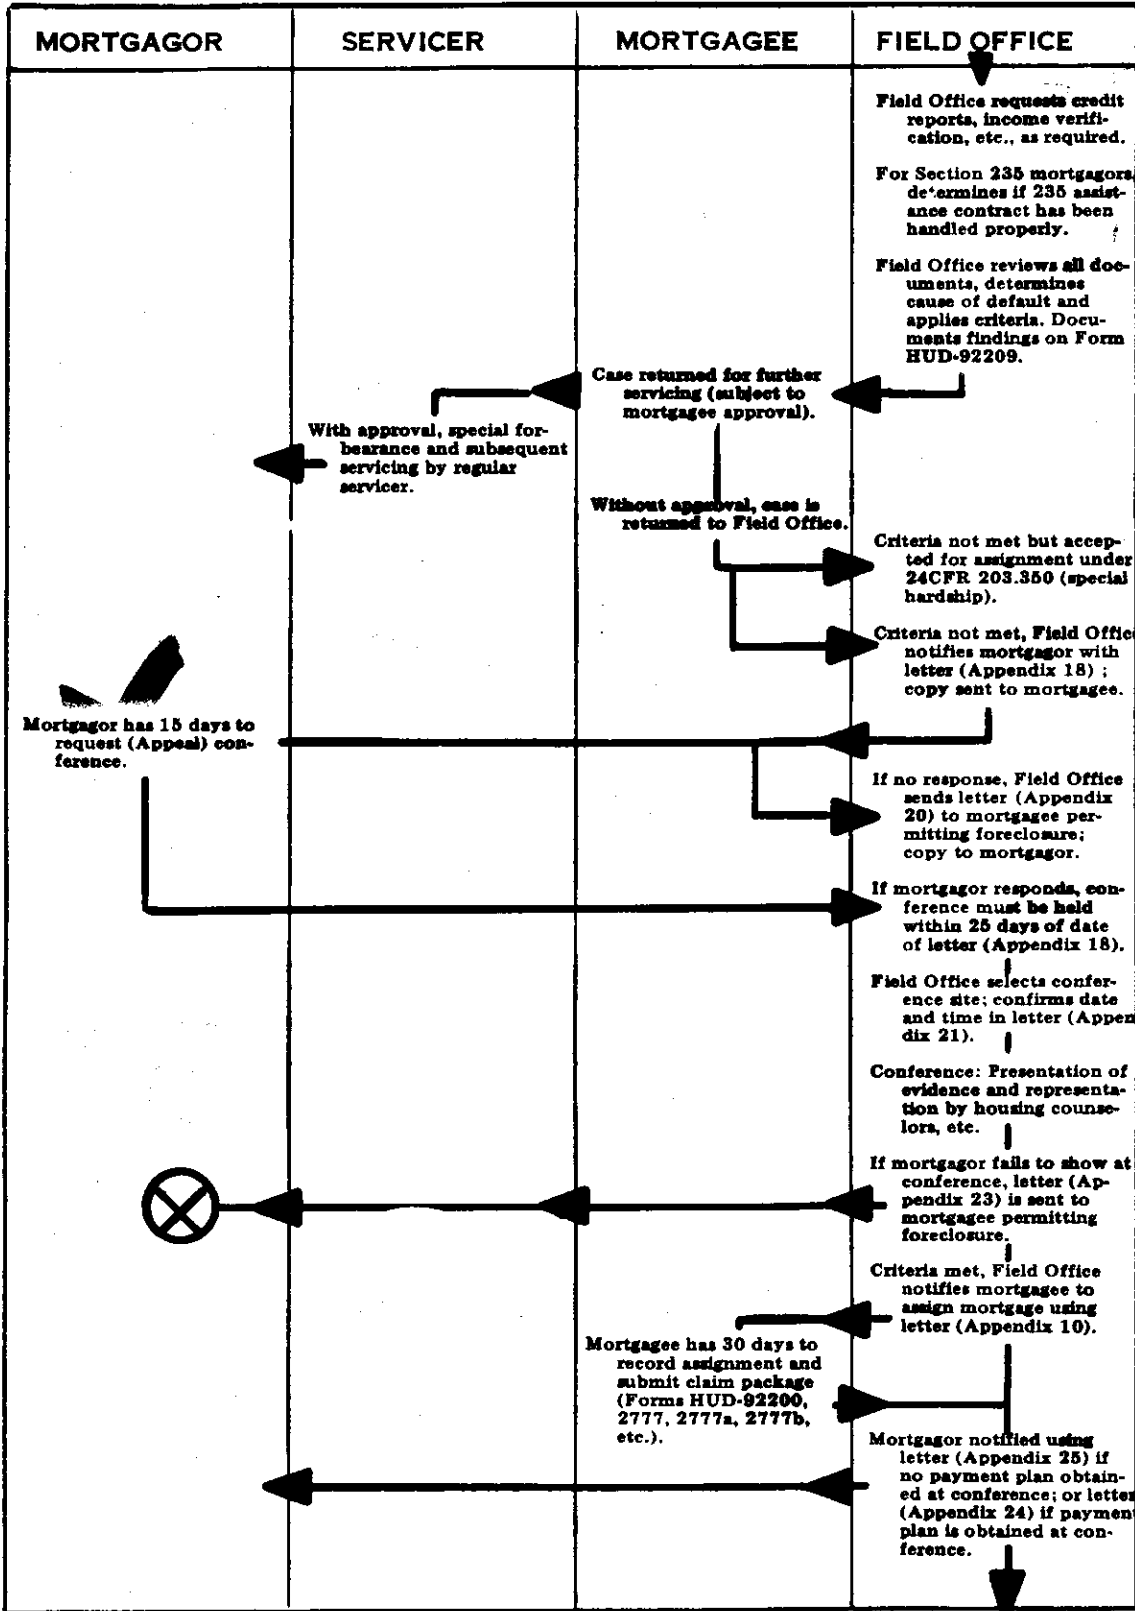 MORTGAGOR SERVICER MORTGAGEE FIELD OFFICE
Field Office requests credit
reports, income verifi-
cation, etc., as required.
For Section 235 mortgagors,
determines if 235 assist-
ance contract has been
handled properly.
Field Office reviews all doc-
uments, determines
cause of default and
applies criteria. Docu-
ments findings on Form
HUD-92209.
Case returned for further
servicing (subject to
mortgagee approval).
With approval, special for-
bearance and subsequent
servicing by regular
servicer.
Without approval, case is
returned to Field Office.
Criteria not met but accep-
ted for assignment under
24CFR 203.350 (special
hardship).
Criteria not met, Field Office
notifies mortgagor with
letter (Appendix 18) ;
copy sent to mortgagee.
Mortgagor has 15 days to
request (Appeal) con-
ference.
If no response, Field Office
sends letter (Appendix
20) to mortgagee per-
mitting foreclosure;
copy to mortgagor.
If mortgagor responds, con-
ference must be held
within 25 days of date
of letter (Appendix 18).
Field Office selects confer-
ence site; confirms date
and time in letter (Appen
dix 21).
Conference: Presentation of
evidence and representa-
tion by housing counse-
lors, etc.
If mortgagor fails to show at
conference, letter (Ap-
pendix 23) is sent to
mortgagee permitting
foreclosure.
Criteria met, Field Office
notifies mortgagee to
assign mortgage using
letter (Appendix 10).
Mortgagee has 30 days to
record assignment and
submit claim package
(Forms HUD-92200,
2777, 2777a, 2777b,
etc.).
Mortgagor notified using
letter (Appendix 25) if
no payment plan obtain-
ed at conference; or letter
(Appendix 24) if payment
plan is obtained at con-
ference.